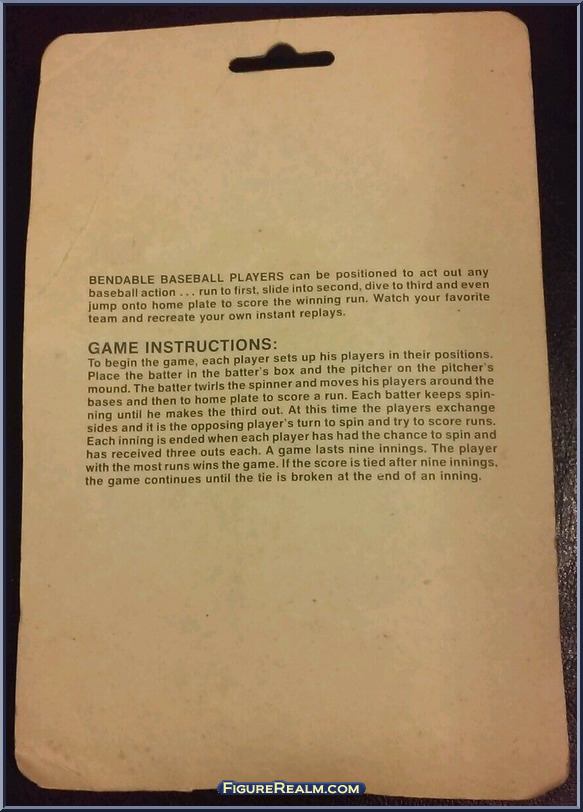 BENDABLE BASEBALL PLAYERS can be positioned to act out any
baseball action ... run to first, slide into second, dive to third and even
jump onto home plate to score the winning run. Watch your favorite
team and recreate your own instant replays.
GAME INSTRUCTIONS:
To begin the game, each player sets up his players in their positions.
Place the batter in the batter's box and the pitcher on the pitcher's
mound. The batter twirls the spinner and moves his players around the
bases and then to home plate to score a run. Each batter keeps spin-
ning until he makes the third out. At this time the players exchange
sides and it is the opposing player's turn to spin and try to score runs.
Each inning is ended when each player has had the chance to spin and
has received three outs each. A game lasts nine innings. The player
with the most runs wins the game. If the score is tied after nine innings,
the game continues until the tie is broken at the end of an inning.
FIGUREREALM.COM